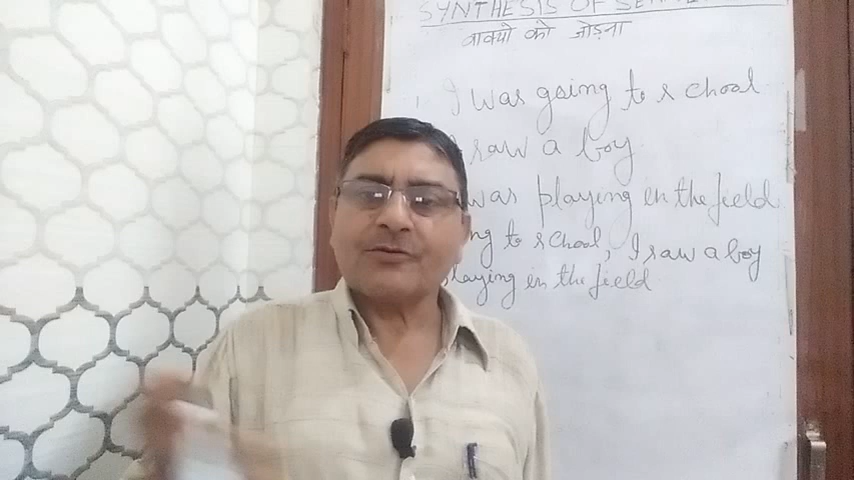 SYNTHESIS OF
वाक्यो को जोड़ना
I was going to school
I saw a boy
was playing in the field
to school, I saw a boy
playing in the field